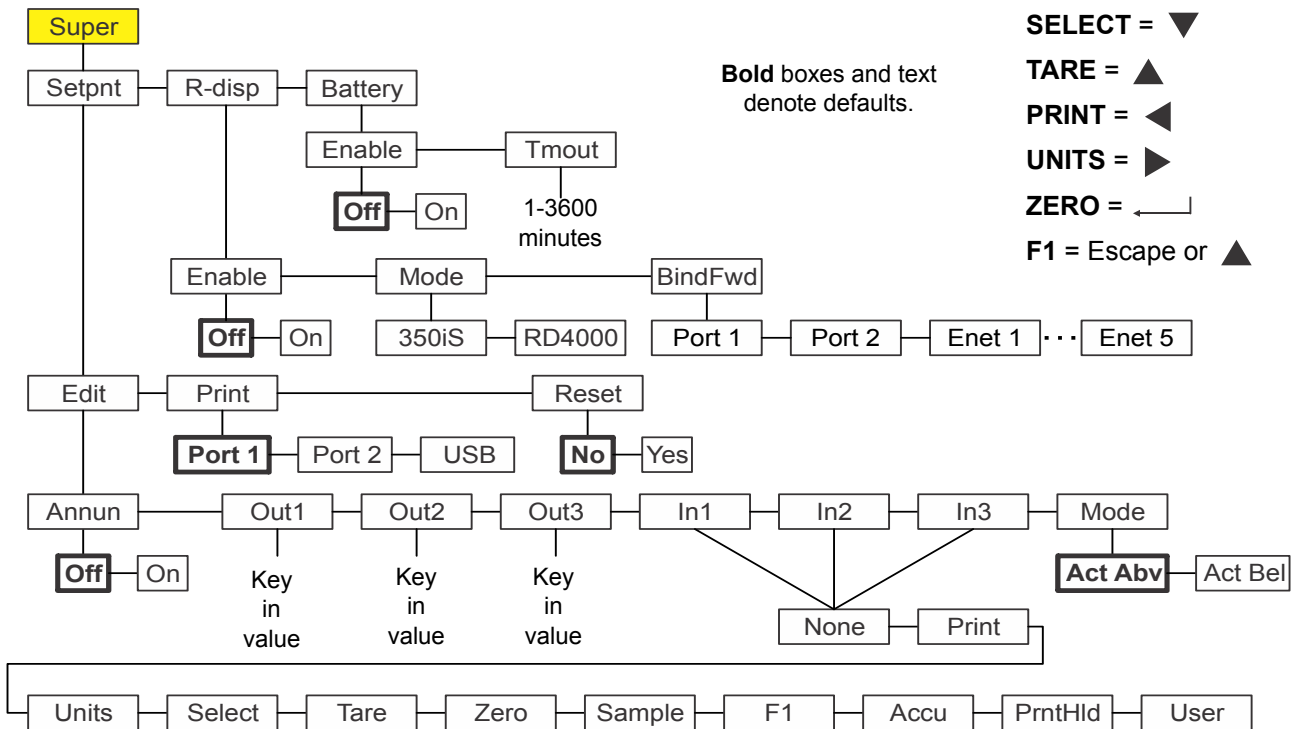 Super
SELECT =
Setpnt R-disp Battery
Bold boxes and text
denote defaults.
TARE =
PRINT =
Enable Tmout
UNITS =
Off On 1-3600
minutes
ZERO =
F1 = Escape or
Enable Mode BindFwd
Off On 350iS RD4000 Port 1 Port 2 Enet 1 ··· Enet 5
Edit Print Reset
Port 1 Port 2 USB No Yes
Annun Out1 Out2 Out3 In1 In2 In3 Mode
Off On
Key
in
value
Key
in
value
Key
in
value
Act Abv Act Bel
None Print
Units Select Tare Zero Sample F1 Accu PrntHld User